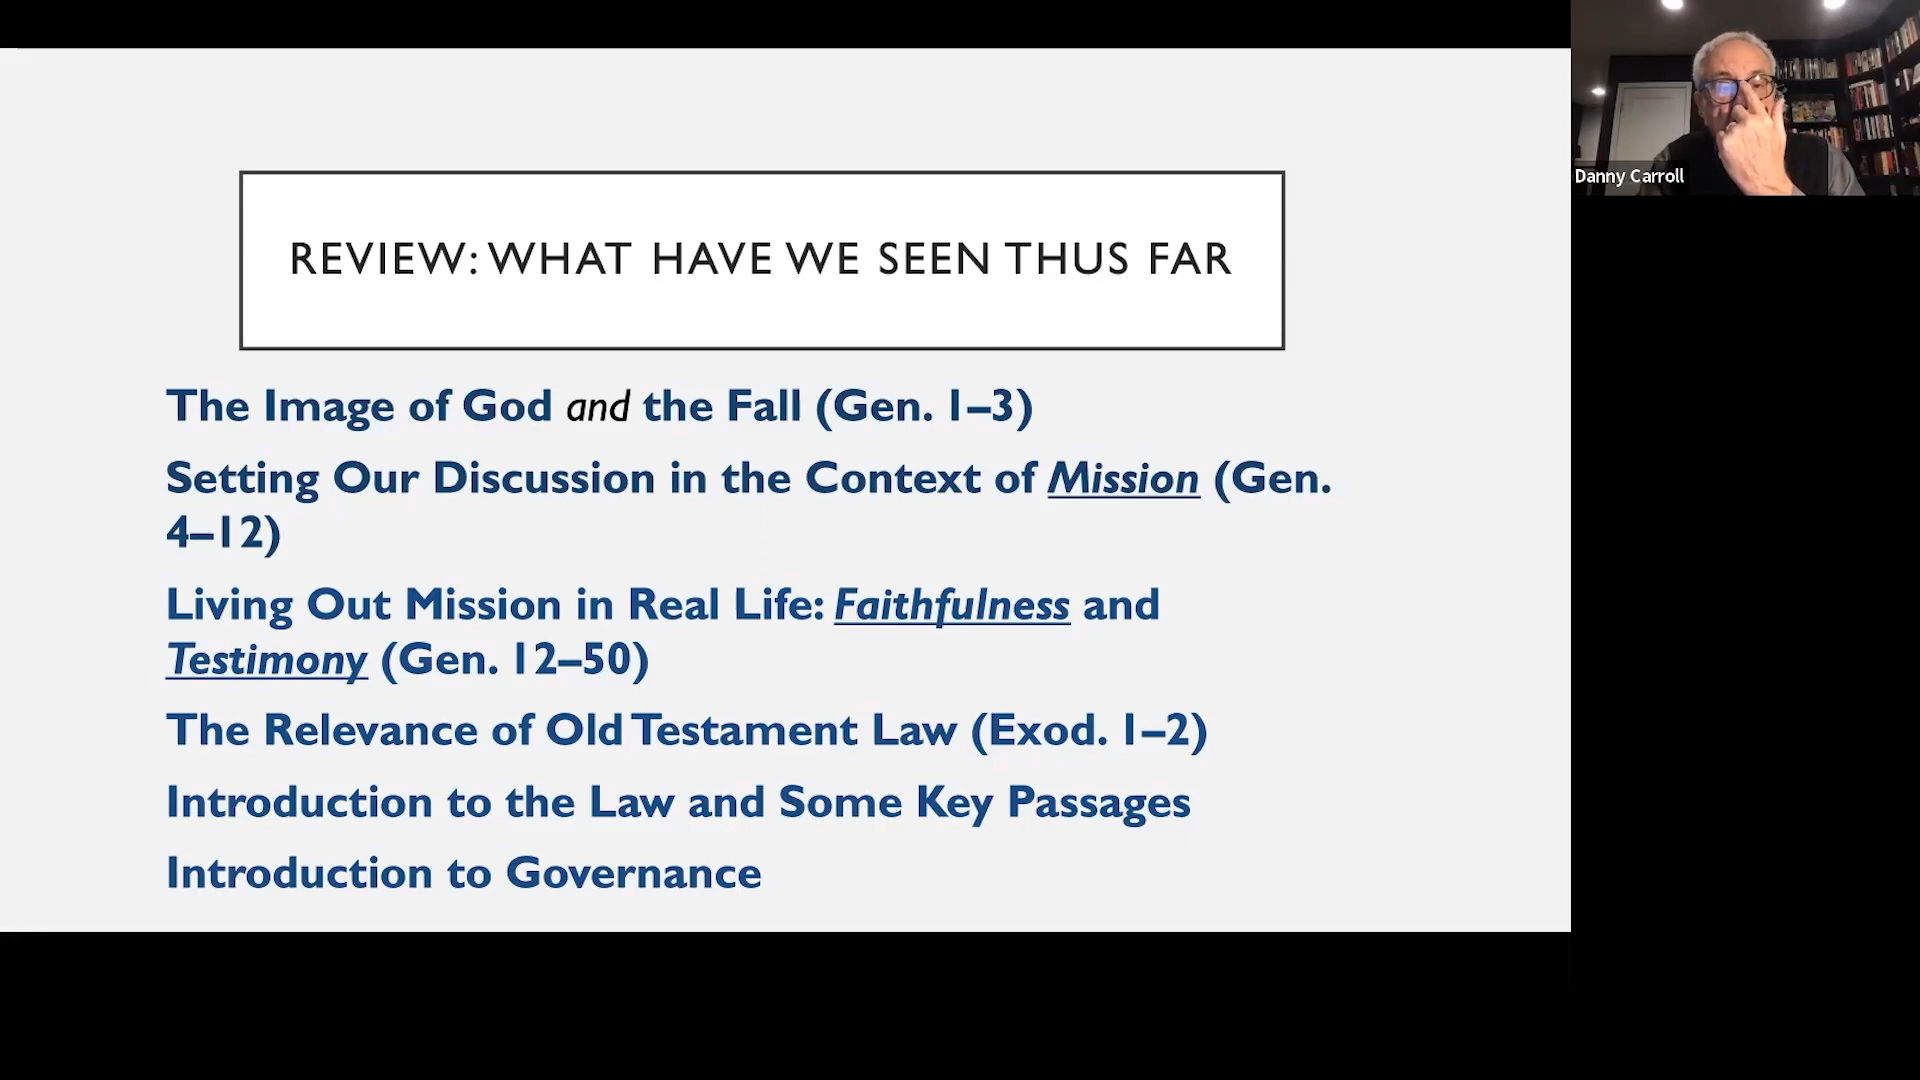 REVIEW: WHAT HAVE WE SEEN THUS FAR
The Image of God and the Fall (Gen. 1–3)
Setting Our Discussion in the Context of Mission (Gen.
4–12)
Living Out Mission in Real Life: Faithfulness and
Testimony (Gen. 12–50)
The Relevance of Old Testament Law (Exod. 1–2)
Introduction to the Law and Some Key Passages
Introduction to Governance
Danny Carroll